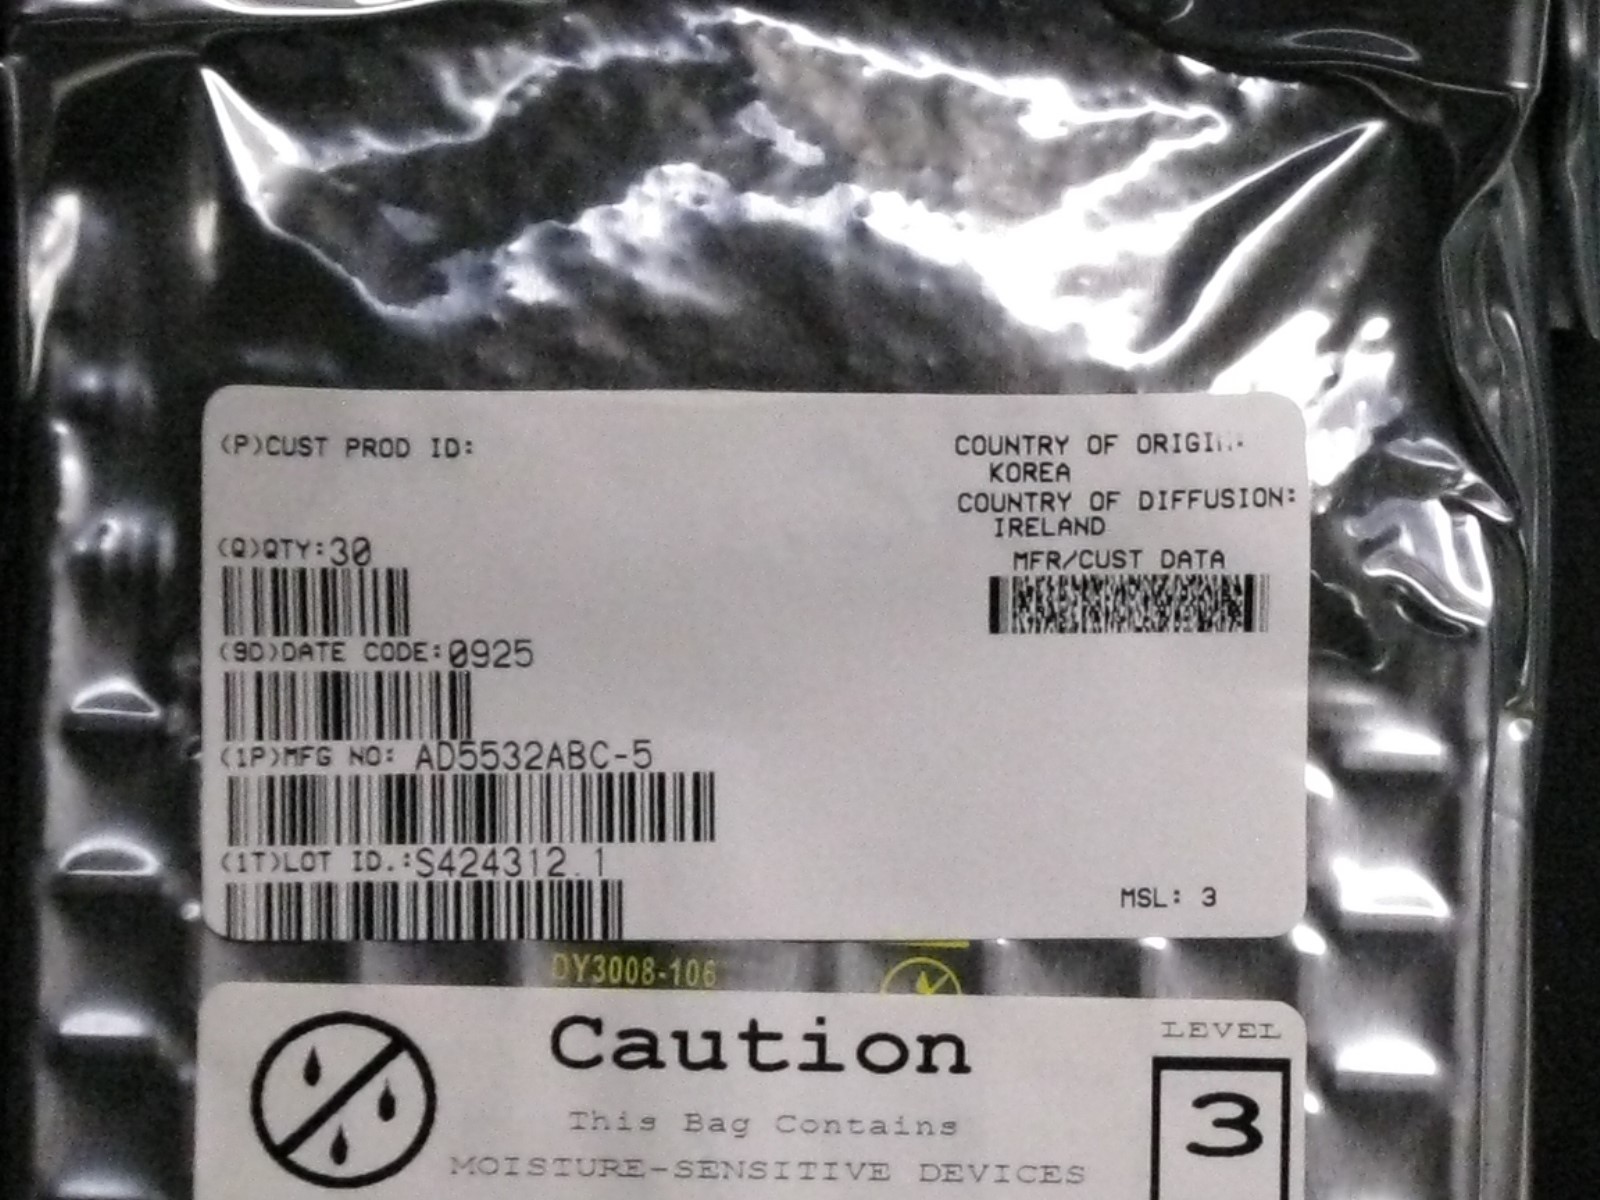 (P)CUST PROD ID:
COUNTRY OF ORIGIN:
KOREA
COUNTRY OF DIFFUSION:
IRELAND
MFR/CUST DATA
(Q)QTY:30
(9D)DATE CODE:0925
(1P)MFG NO: AD5532ABC-5
(1T)LOT ID.:S424312.1
MSL: 3
DY3008-106
Caution
LEVEL
3
This Bag Contains
MOISTURE-SENSITIVE DEVICES